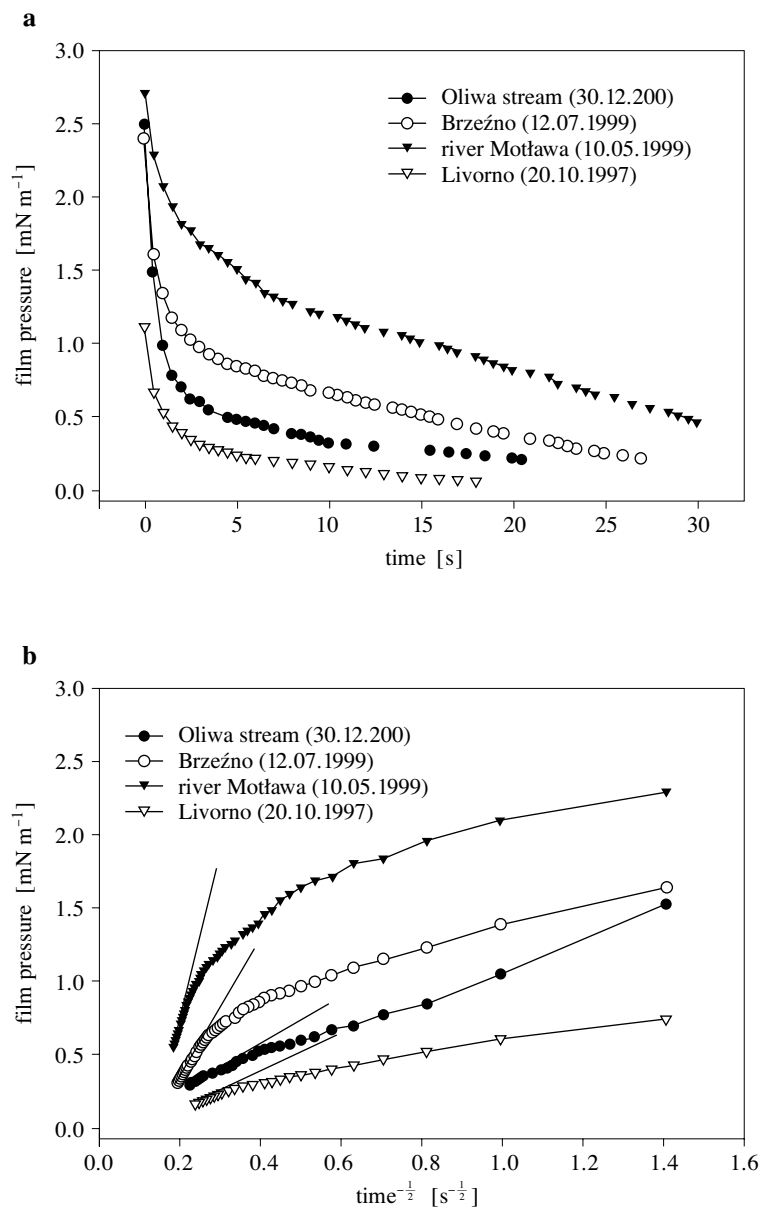 a
3.0
2.5
2.0
1.5
1.0
0.5
0.0
film pressure [mN m⁻¹]
Oliwa stream (30.12.200)
Brzeźno (12.07.1999)
river Motława (10.05.1999)
Livorno (20.10.1997)
0 5 10 15 20 25 30
time [s]
b
3.0
2.5
2.0
1.5
1.0
0.5
0.0
film pressure [mN m⁻¹]
Oliwa stream (30.12.200)
Brzeźno (12.07.1999)
river Motława (10.05.1999)
Livorno (20.10.1997)
0.0 0.2 0.4 0.6 0.8 1.0 1.2 1.4 1.6
time^{-1/2} [s^{-1/2}]